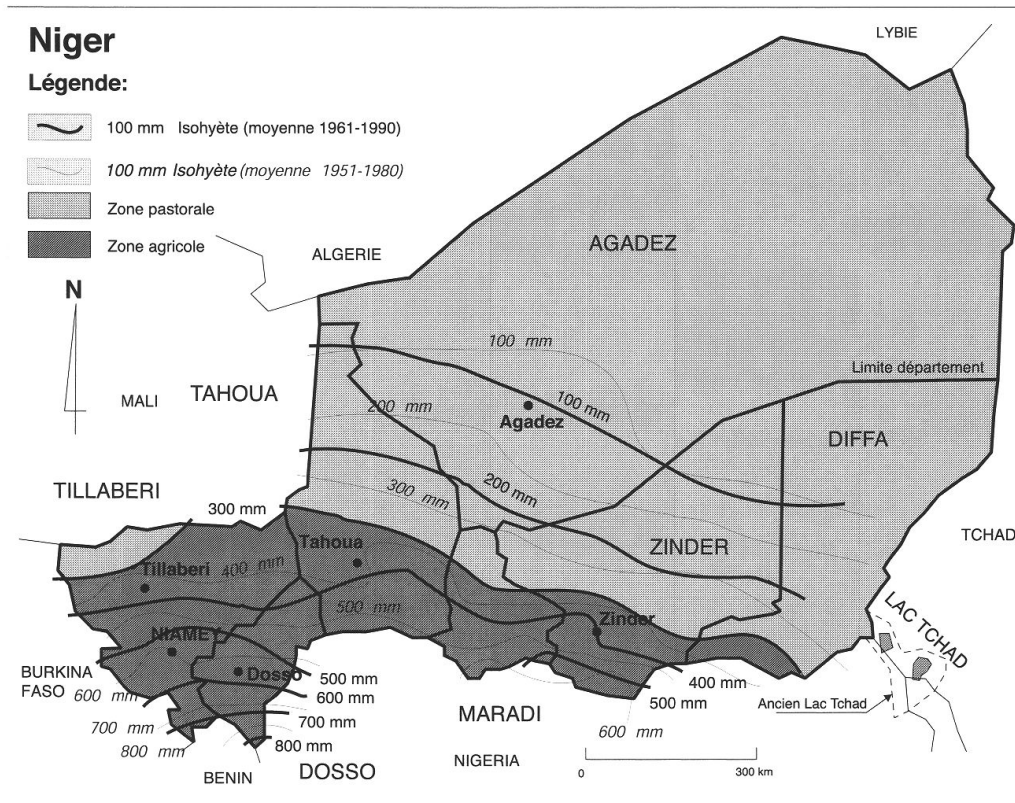 Niger
Légende:
100 mm Isohyète (moyenne 1961-1990)
100 mm Isohyète (moyenne 1951-1980)
Zone pastorale
Zone agricole
N
LYBIE
ALGERIE
AGADEZ
100 mm
Limite département
MALI
TAHOUA
200 mm
Agadez
100 mm
DIFFA
TILLABERI
300 mm
200 mm
300 mm
TCHAD
Tahoua
ZINDER
Tillaberi
400 mm
500 mm
Zinder
LAC TCHAD
NIAMEY
BURKINA
FASO
600 mm
Dosso
500 mm
600 mm
400 mm
500 mm
Ancien Lac Tchad
700 mm
700 mm
MARADI
600 mm
800 mm
800 mm
BENIN
DOSSO
NIGERIA
0
300 km